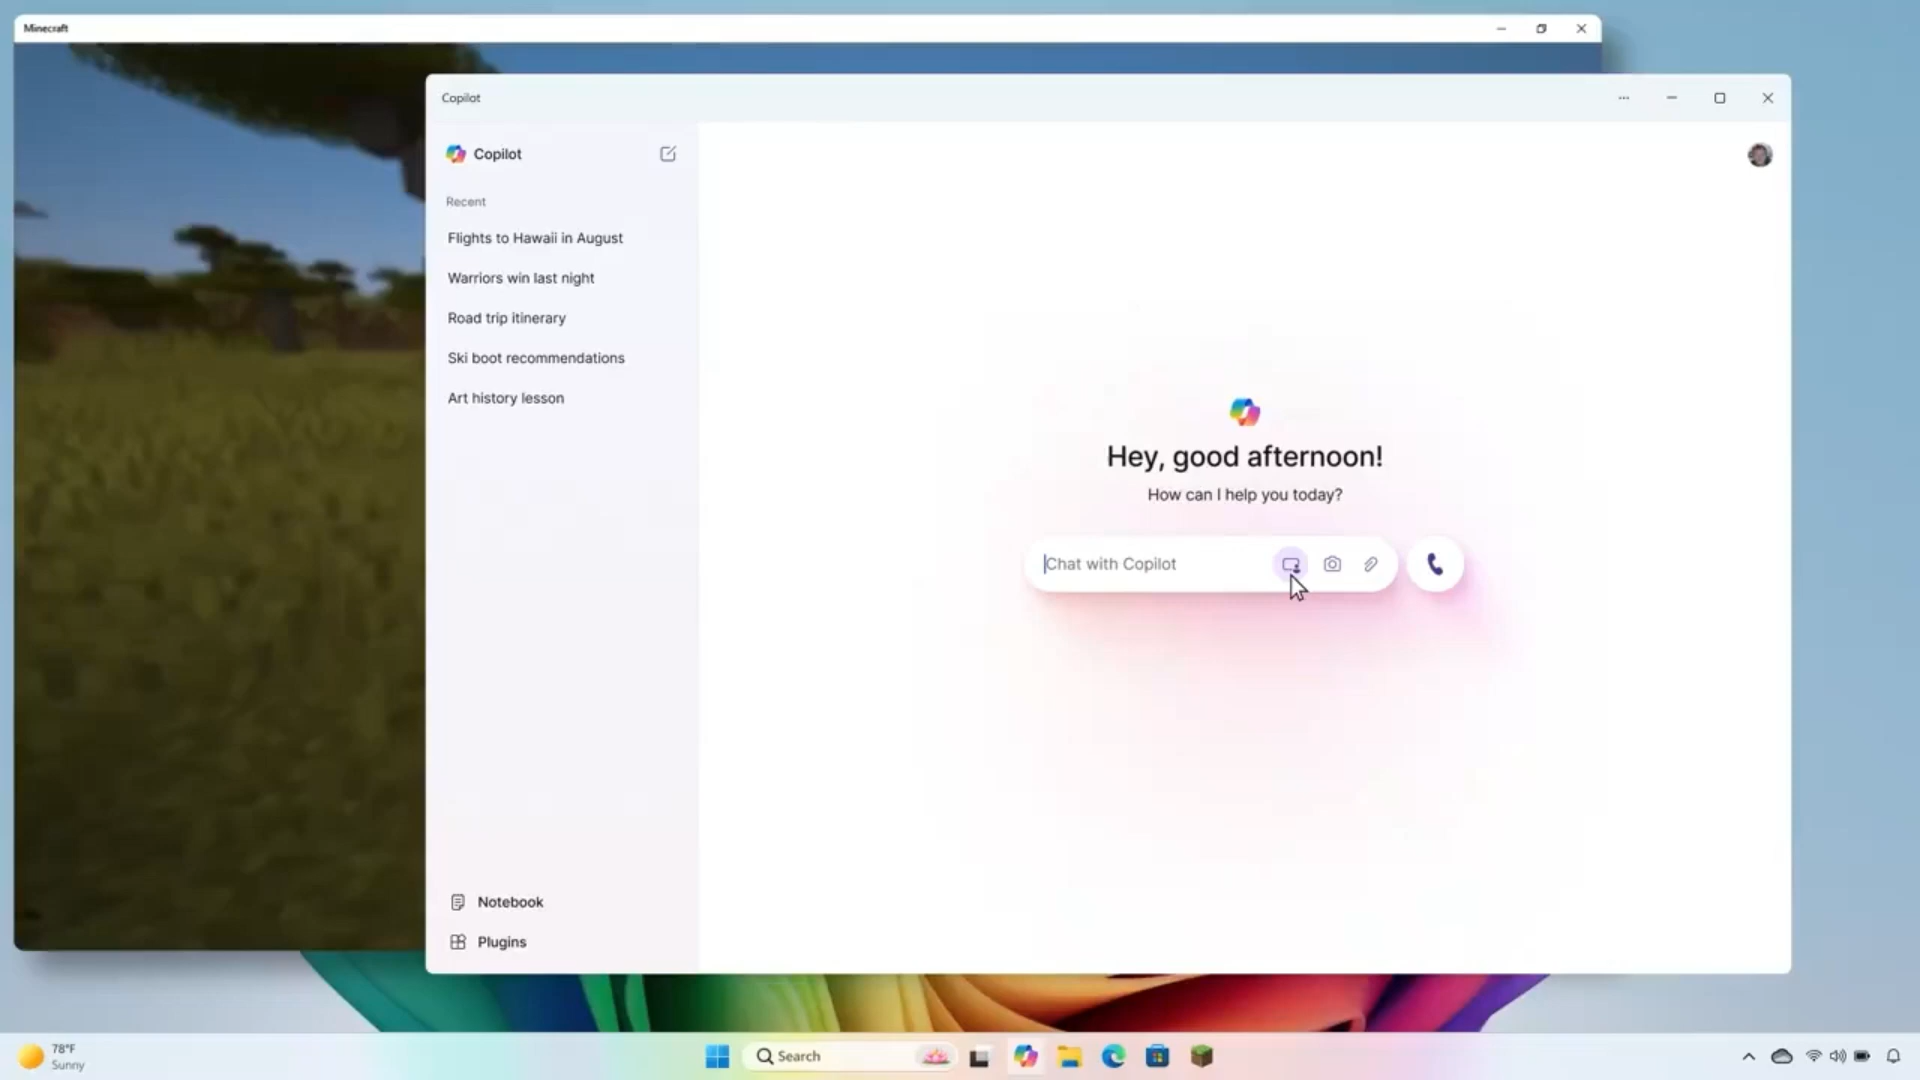 Minecraft
Copilot
Copilot
Recent
Flights to Hawaii in August
Warriors win last night
Road trip itinerary
Ski boot recommendations
Art history lesson
Notebook
Plugins
Hey, good afternoon!
How can I help you today?
Chat with Copilot
78°F
Sunny
Search